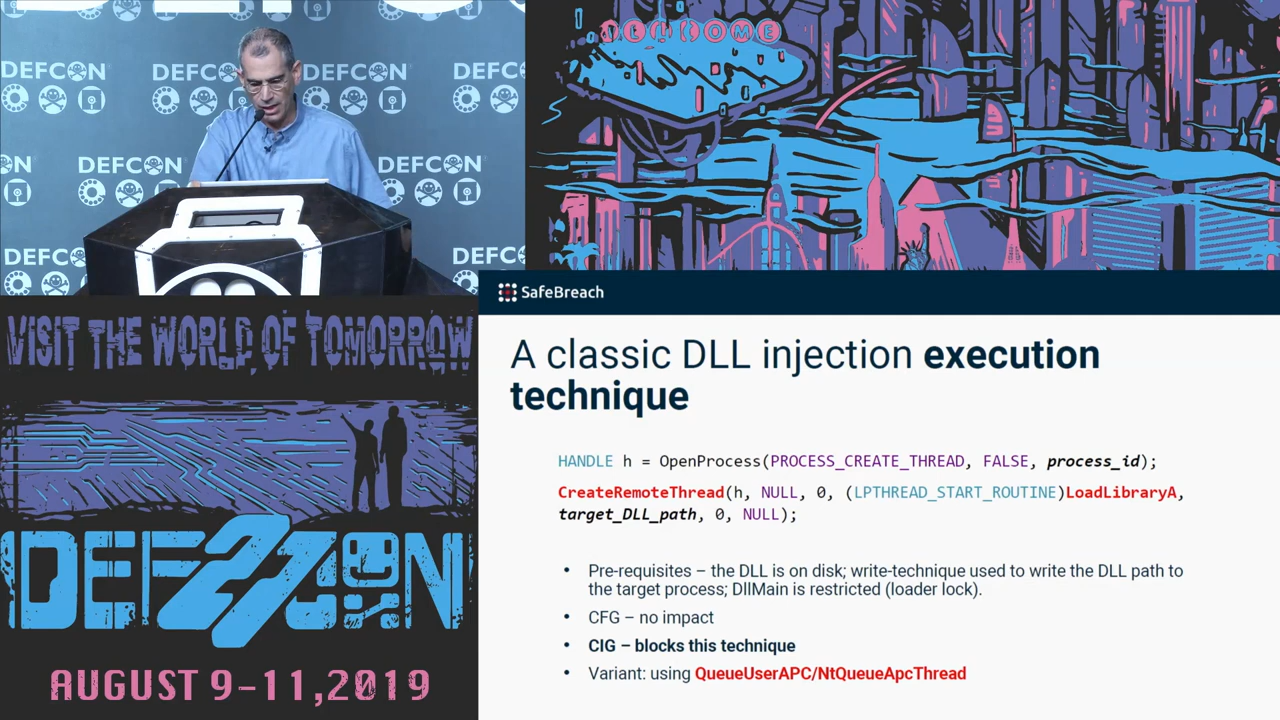 DEFCON
DEFCON
DEFCON
DEFCON
DEFCON
DEFCON
DEFCON
DEFCON
WELCOME
VISIT THE WORLD OF TOMORROW
DEF27CON
AUGUST 9-11,2019
SafeBreach
A classic DLL injection execution
technique
HANDLE h = OpenProcess(PROCESS_CREATE_THREAD, FALSE, process_id);
CreateRemoteThread(h, NULL, 0, (LPTHREAD_START_ROUTINE)LoadLibraryA,
target_DLL_path, 0, NULL);
• Pre-requisites – the DLL is on disk; write-technique used to write the DLL path to
the target process; DllMain is restricted (loader lock).
• CFG – no impact
• CIG – blocks this technique
• Variant: using QueueUserAPC/NtQueueApcThread